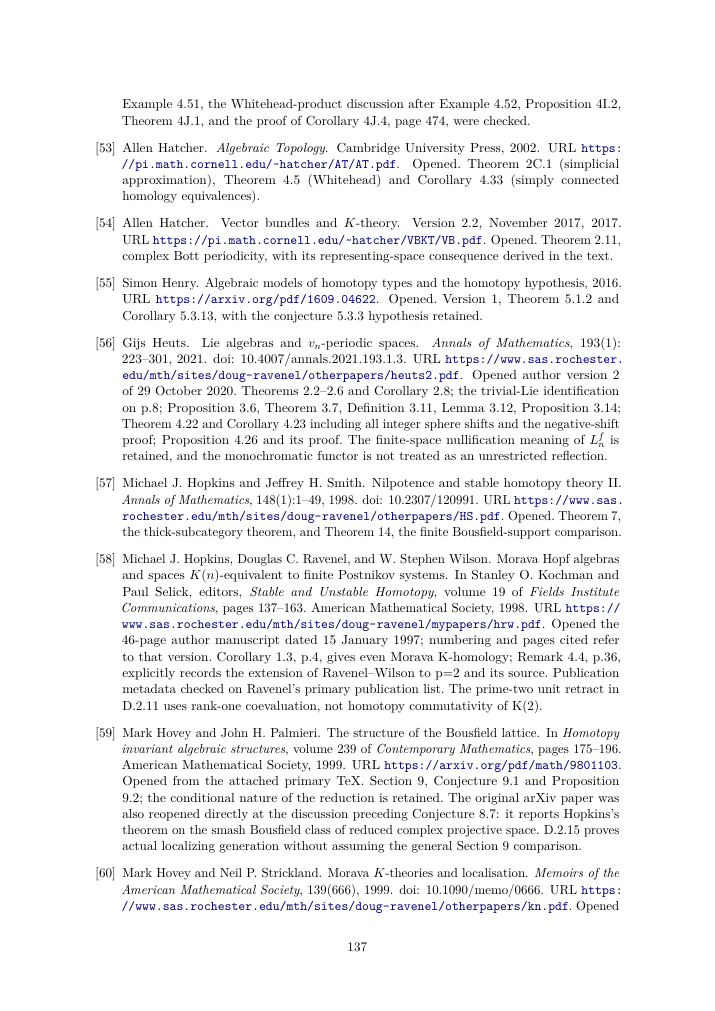 Example 4.51, the Whitehead-product discussion after Example 4.52, Proposition 4I.2,
Theorem 4J.1, and the proof of Corollary 4J.4, page 474, were checked.
[53] Allen Hatcher. Algebraic Topology. Cambridge University Press, 2002. URL https:
//pi.math.cornell.edu/~hatcher/AT/AT.pdf. Opened. Theorem 2C.1 (simplicial
approximation), Theorem 4.5 (Whitehead) and Corollary 4.33 (simply connected
homology equivalences).
[54] Allen Hatcher. Vector bundles and K-theory. Version 2.2, November 2017, 2017.
URL https://pi.math.cornell.edu/~hatcher/VBKT/VB.pdf. Opened. Theorem 2.11,
complex Bott periodicity, with its representing-space consequence derived in the text.
[55] Simon Henry. Algebraic models of homotopy types and the homotopy hypothesis, 2016.
URL https://arxiv.org/pdf/1609.04622. Opened. Version 1, Theorem 5.1.2 and
Corollary 5.3.13, with the conjecture 5.3.3 hypothesis retained.
[56] Gijs Heuts. Lie algebras and vₙ-periodic spaces. Annals of Mathematics, 193(1):
223–301, 2021. doi: 10.4007/annals.2021.193.1.3. URL https://www.sas.rochester.
edu/mth/sites/doug-ravenel/otherpapers/heuts2.pdf. Opened author version 2
of 29 October 2020. Theorems 2.2–2.6 and Corollary 2.8; the trivial-Lie identification
on p.8; Proposition 3.6, Theorem 3.7, Definition 3.11, Lemma 3.12, Proposition 3.14;
Theorem 4.22 and Corollary 4.23 including all integer sphere shifts and the negative-shift
proof; Proposition 4.26 and its proof. The finite-space nullification meaning of L_n^f is
retained, and the monochromatic functor is not treated as an unrestricted reflection.
[57] Michael J. Hopkins and Jeffrey H. Smith. Nilpotence and stable homotopy theory II.
Annals of Mathematics, 148(1):1–49, 1998. doi: 10.2307/120991. URL https://www.sas.
rochester.edu/mth/sites/doug-ravenel/otherpapers/HS.pdf. Opened. Theorem 7,
the thick-subcategory theorem, and Theorem 14, the finite Bousfield-support comparison.
[58] Michael J. Hopkins, Douglas C. Ravenel, and W. Stephen Wilson. Morava Hopf algebras
and spaces K(n)-equivalent to finite Postnikov systems. In Stanley O. Kochman and
Paul Selick, editors, Stable and Unstable Homotopy, volume 19 of Fields Institute
Communications, pages 137–163. American Mathematical Society, 1998. URL https://
www.sas.rochester.edu/mth/sites/doug-ravenel/mypapers/hrw.pdf. Opened the
46-page author manuscript dated 15 January 1997; numbering and pages cited refer
to that version. Corollary 1.3, p.4, gives even Morava K-homology; Remark 4.4, p.36,
explicitly records the extension of Ravenel–Wilson to p=2 and its source. Publication
metadata checked on Ravenel's primary publication list. The prime-two unit retract in
D.2.11 uses rank-one coevaluation, not homotopy commutativity of K(2).
[59] Mark Hovey and John H. Palmieri. The structure of the Bousfield lattice. In Homotopy
invariant algebraic structures, volume 239 of Contemporary Mathematics, pages 175–196.
American Mathematical Society, 1999. URL https://arxiv.org/pdf/math/9801103.
Opened from the attached primary TeX. Section 9, Conjecture 9.1 and Proposition
9.2; the conditional nature of the reduction is retained. The original arXiv paper was
also reopened directly at the discussion preceding Conjecture 8.7: it reports Hopkins's
theorem on the smash Bousfield class of reduced complex projective space. D.2.15 proves
actual localizing generation without assuming the general Section 9 comparison.
[60] Mark Hovey and Neil P. Strickland. Morava K-theories and localisation. Memoirs of the
American Mathematical Society, 139(666), 1999. doi: 10.1090/memo/0666. URL https:
//www.sas.rochester.edu/mth/sites/doug-ravenel/otherpapers/kn.pdf. Opened
137